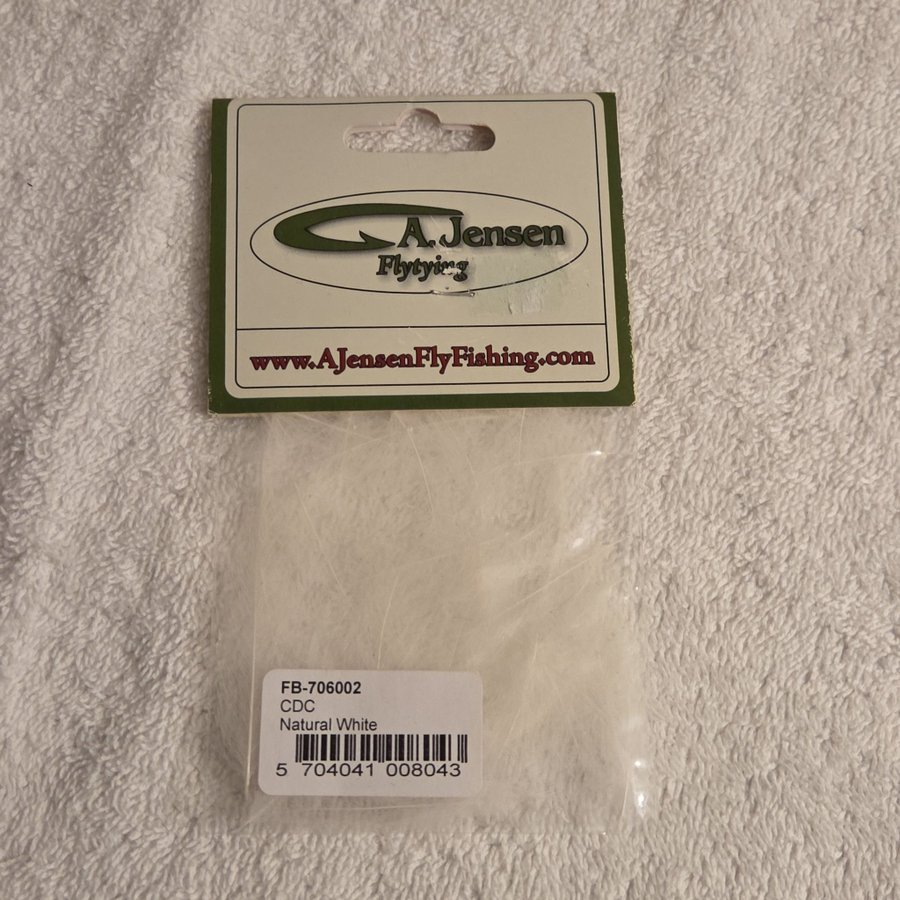 A. Jensen
Flytying
www.AJensenFlyFishing.com
FB-706002
CDC
Natural White
5 704041 008043